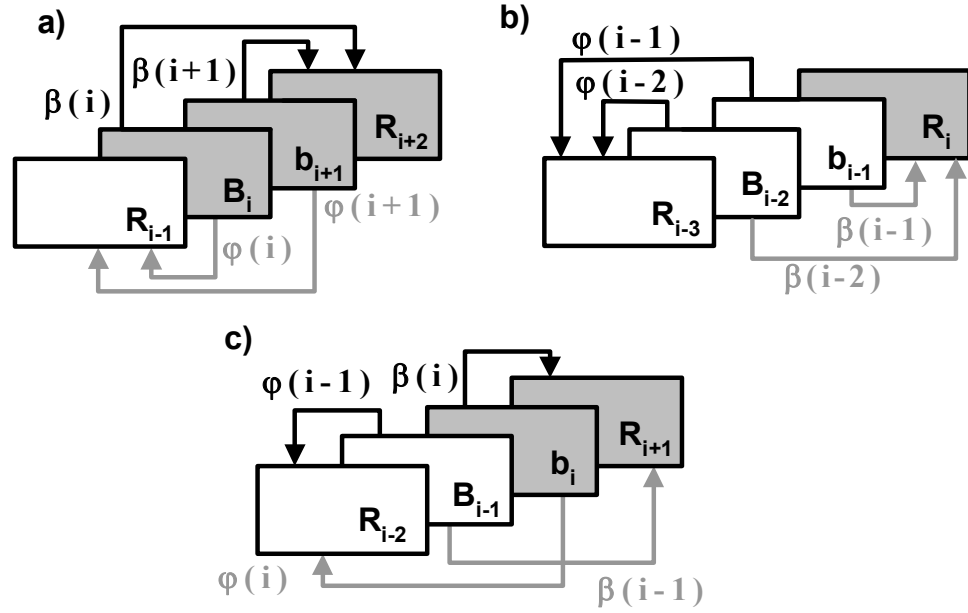 a)
β(i)
β(i+1)
R_{i+2}
b_{i+1}
B_i
R_{i-1}
φ(i)
φ(i+1)
b)
φ(i-1)
φ(i-2)
R_i
b_{i-1}
B_{i-2}
R_{i-3}
β(i-1)
β(i-2)
c)
φ(i-1)
β(i)
R_{i+1}
b_i
B_{i-1}
R_{i-2}
φ(i)
β(i-1)